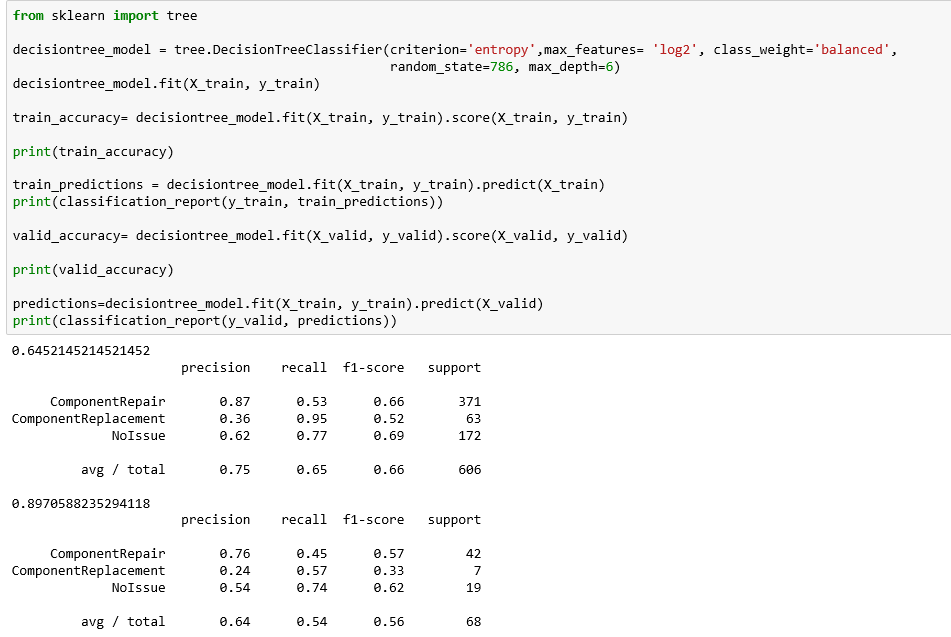 from sklearn import tree
decisiontree_model = tree.DecisionTreeClassifier(criterion='entropy',max_features= 'log2', class_weight='balanced',
random_state=786, max_depth=6)
decisiontree_model.fit(X_train, y_train)
train_accuracy= decisiontree_model.fit(X_train, y_train).score(X_train, y_train)
print(train_accuracy)
train_predictions = decisiontree_model.fit(X_train, y_train).predict(X_train)
print(classification_report(y_train, train_predictions))
valid_accuracy= decisiontree_model.fit(X_valid, y_valid).score(X_valid, y_valid)
print(valid_accuracy)
predictions=decisiontree_model.fit(X_train, y_train).predict(X_valid)
print(classification_report(y_valid, predictions))
0.6452145214521452
precision recall f1-score support
ComponentRepair 0.87 0.53 0.66 371
ComponentReplacement 0.36 0.95 0.52 63
NoIssue 0.62 0.77 0.69 172
avg / total 0.75 0.65 0.66 606
0.8970588235294118
precision recall f1-score support
ComponentRepair 0.76 0.45 0.57 42
ComponentReplacement 0.24 0.57 0.33 7
NoIssue 0.54 0.74 0.62 19
avg / total 0.64 0.54 0.56 68